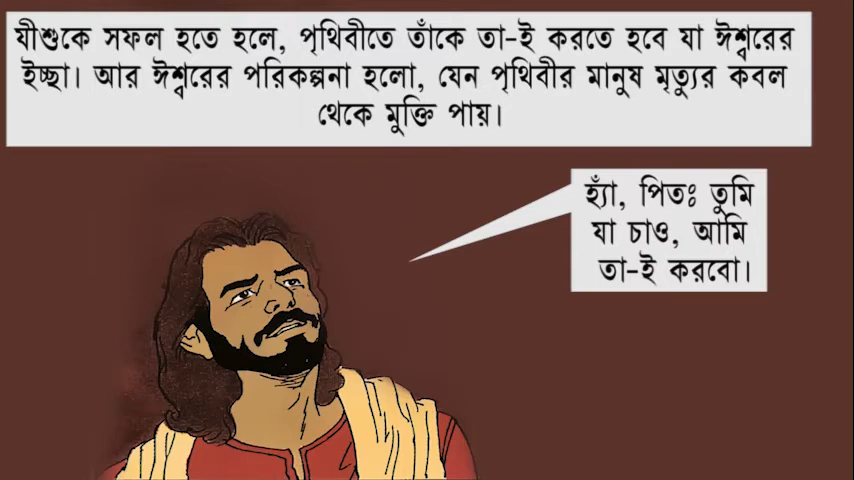 যীশুকে সফল হতে হলে, পৃথিবীতে তাঁকে তা-ই করতে হবে যা ঈশ্বরের
ইচ্ছা। আর ঈশ্বরের পরিকল্পনা হলো, যেন পৃথিবীর মানুষ মৃত্যুর কবল
থেকে মুক্তি পায়।
হ্যাঁ, পিতঃ তুমি
যা চাও, আমি
তা-ই করবো।